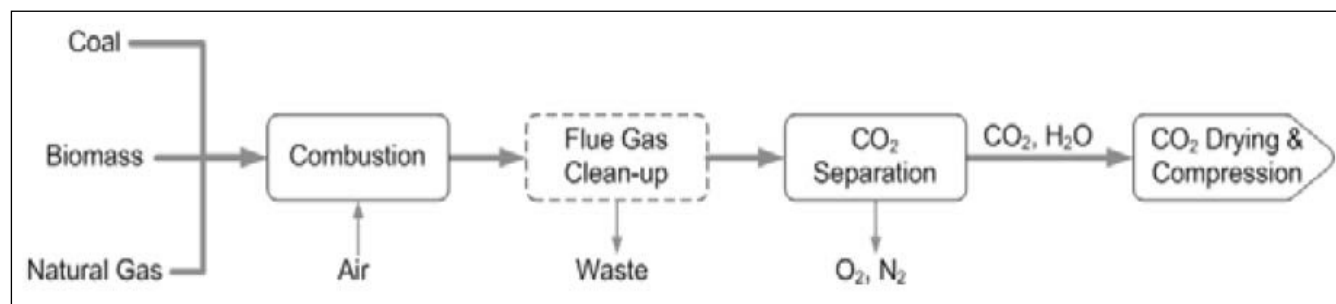 Coal
Biomass
Natural Gas
Combustion
Air
Flue Gas
Clean-up
Waste
CO₂
Separation
O₂, N₂
CO₂, H₂O
CO₂ Drying &
Compression